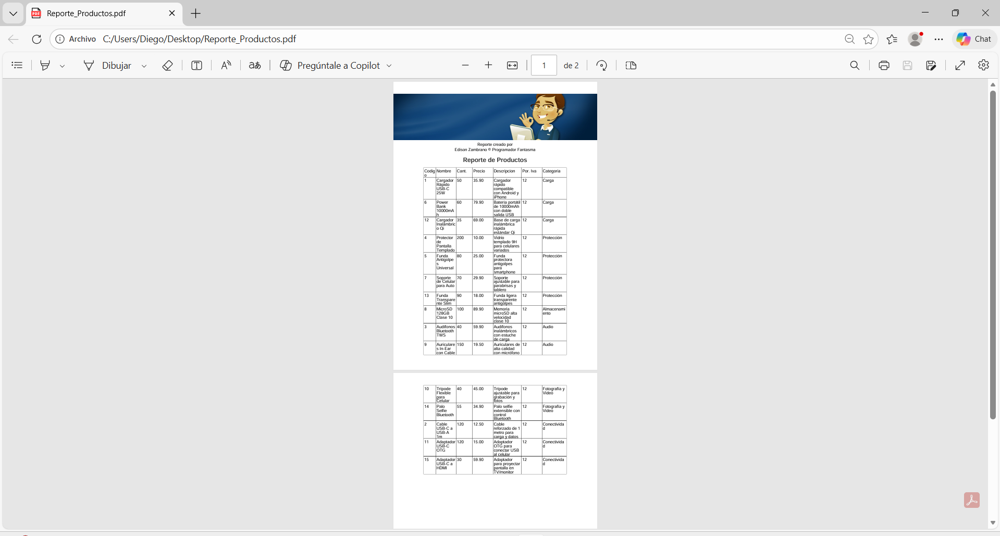 Reporte_Productos.pdf
Archivo C:/Users/Diego/Desktop/Reporte_Productos.pdf
Chat
Dibujar
Pregúntale a Copilot
1 de 2
Reporte creado por
Edison Zambrano © Programador Fantasma
Reporte de Productos
Codig Nombre Cant. Precio Descripcion Por. Iva Categoria
o
1 Cargador 50 35.90 Cargador 12 Carga
Rápido rápido
USB-C compatible
25W con Android y
iPhone
6 Power 60 79.90 Batería portátil 12 Carga
Bank de 10000mAh
10000mA con doble
h salida USB
12 Cargador 35 69.00 Base de carga 12 Carga
Inalámbric inalámbrica
o Qi rápida
estándar Qi
4 Protector 200 10.00 Vidrio 12 Protección
de templado 9H
Pantalla para celulares
Templado variados
5 Funda 80 25.00 Funda 12 Protección
Antigolpe protectora
s antigolpes
Universal para
smartphone
7 Soporte 70 29.90 Soporte 12 Protección
de Celular ajustable para
para Auto parabrisas y
tablero
13 Funda 90 18.00 Funda ligera 12 Protección
Transpare transparente
nte Slim antigolpes
8 MicroSD 100 89.90 Memoria 12 Almacenami
128GB microSD alta ento
Clase 10 velocidad
clase 10
3 Audífonos 40 59.90 Audífonos 12 Audio
Bluetooth inalámbricos
TWS con estuche
de carga
9 Auriculare 150 19.50 Auriculares de 12 Audio
s In-Ear alta calidad
con Cable con micrófono
10 Trípode 40 45.00 Trípode 12 Fotografía y
Flexible ajustable para Video
para grabación y
Celular fotos
14 Palo 55 34.90 Palo selfie 12 Fotografía y
Selfie extensible con Video
Bluetooth control
Bluetooth
2 Cable 120 12.50 Cable 12 Conectivida
USB-C a reforzado de 1 d
USB-A metro para
1m carga y datos
11 Adaptador 120 15.00 Adaptador 12 Conectivida
USB-C OTG para d
OTG conectar USB
al celular
15 Adaptador 30 59.90 Adaptador 12 Conectivida
USB-C a para proyectar d
HDMI pantalla en
TV/monitor